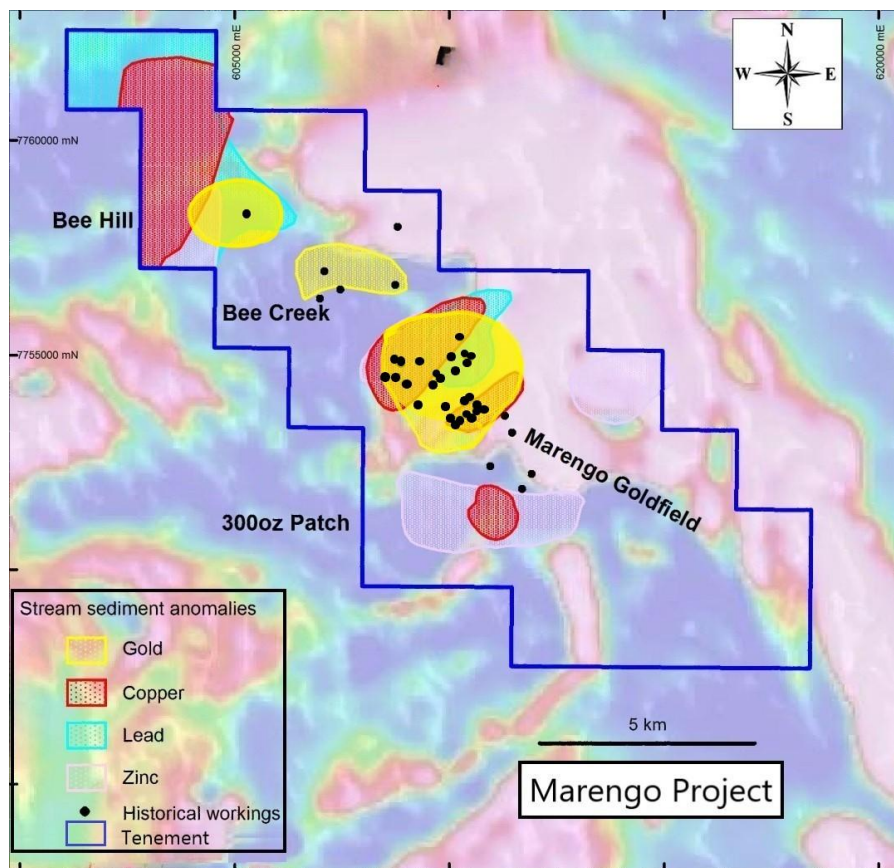 605000 mE
620000 mE
N
W
E
S
7760000 mN
Bee Hill
Bee Creek
7755000 mN
Marengo Goldfield
300oz Patch
Stream sediment anomalies
Gold
Copper
Lead
Zinc
Historical workings
Tenement
5 km
Marengo Project